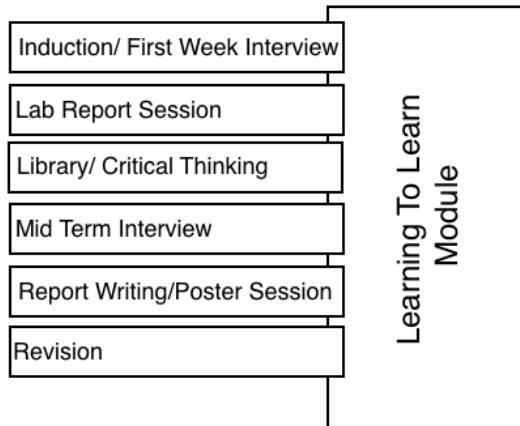 Induction/ First Week Interview
Lab Report Session
Library/ Critical Thinking
Mid Term Interview
Report Writing/Poster Session
Revision
Learning To Learn
Module